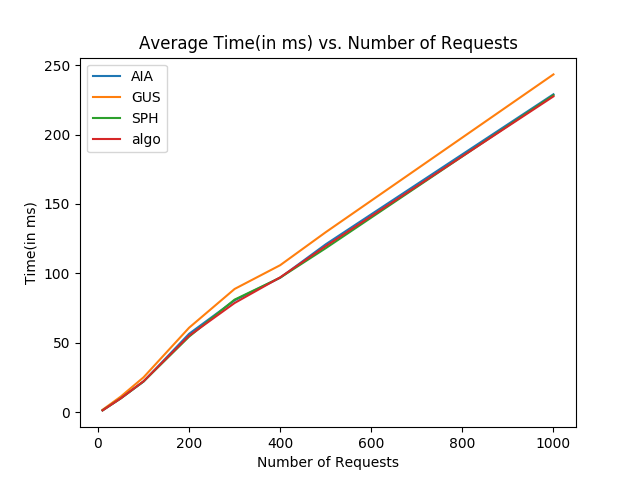 Average Time(in ms) vs. Number of Requests
250
200
150
100
50
0
Time(in ms)
AIA
GUS
SPH
algo
0 200 400 600 800 1000
Number of Requests